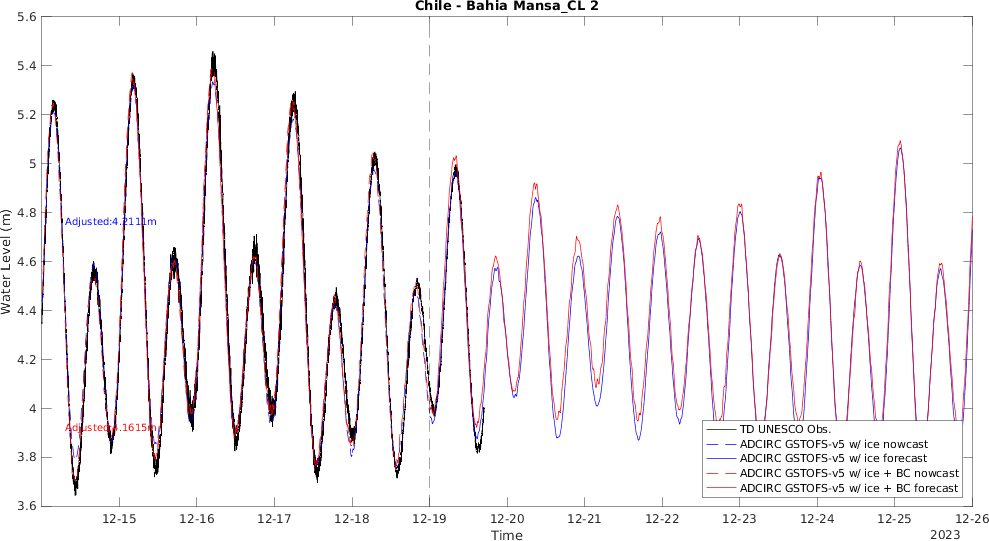 Chile - Bahia Mansa_CL 2
5.6
5.4
5.2
5
4.8
4.6
4.4
4.2
4
3.8
3.6
Water Level (m)
Adjusted:4.2111m
Adjusted:4.1615m
TD UNESCO Obs.
ADCIRC GSTOFS-v5 w/ ice nowcast
ADCIRC GSTOFS-v5 w/ ice forecast
ADCIRC GSTOFS-v5 w/ ice + BC nowcast
ADCIRC GSTOFS-v5 w/ ice + BC forecast
12-15 12-16 12-17 12-18 12-19 12-20 12-21 12-22 12-23 12-24 12-25 12-26
Time
2023